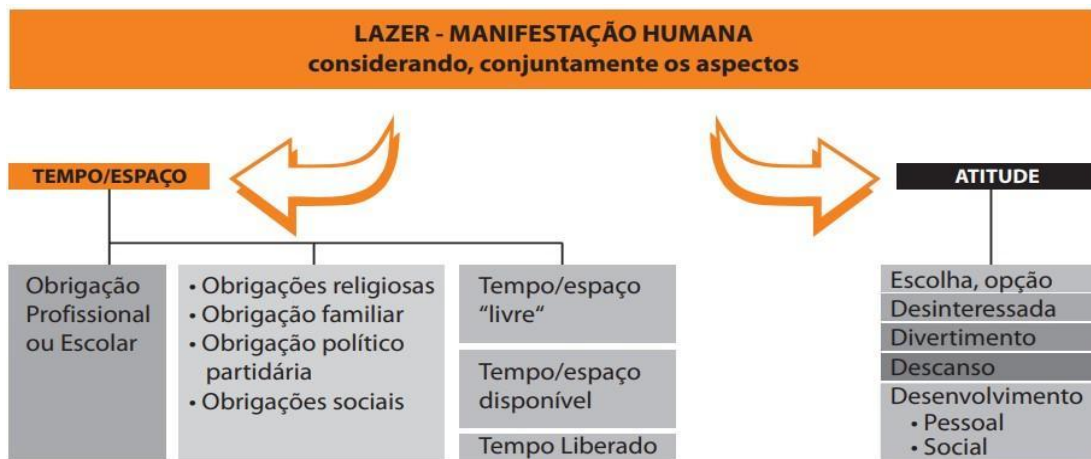 LAZER - MANIFESTAÇÃO HUMANA
considerando, conjuntamente os aspectos
TEMPO/ESPAÇO
Obrigação
Profissional
ou Escolar
• Obrigações religiosas
• Obrigação familiar
• Obrigação político
partidária
• Obrigações sociais
Tempo/espaço
“livre“
Tempo/espaço
disponível
Tempo Liberado
ATITUDE
Escolha, opção
Desinteressada
Divertimento
Descanso
Desenvolvimento
• Pessoal
• Social